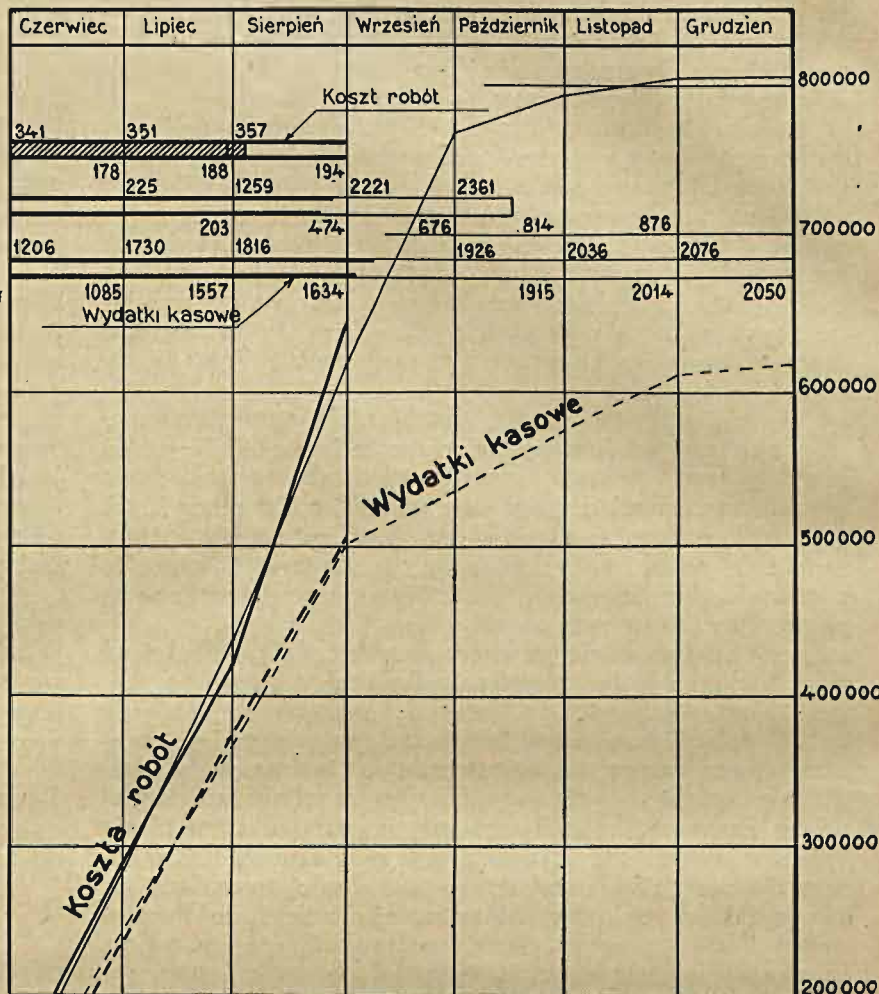 Czerwiec Lipiec Sierpień Wrzesień Październik Listopad Grudzien
800000
Koszt robót
341 351 357
178 188 194
225 1259 2221 2361
203 474 676 814 876
700000
1206 1730 1816 1926 2036 2076
1085 1557 1634 1915 2014 2050
Wydatki kasowe
600000
Wydatki kasowe
500000
400000
Koszta robót
300000
200000